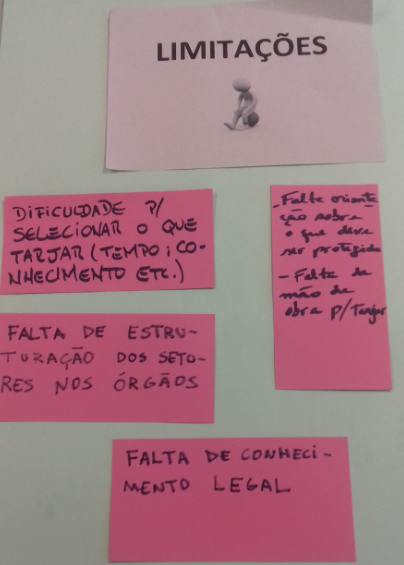 LIMITAÇÕES
DIFICULDADE P/
SELECIONAR O QUE
TARJAR (TEMPO; CO-
NHECIMENTO ETC.)
- Falta orienta
ção sobre
o que deve
ser protegido
- Falta de
mão de
obra p/ Tarjar
FALTA DE ESTRU-
TURAÇÃO DOS SETO-
RES NOS ÓRGÃOS
FALTA DE CONHECI-
MENTO LEGAL